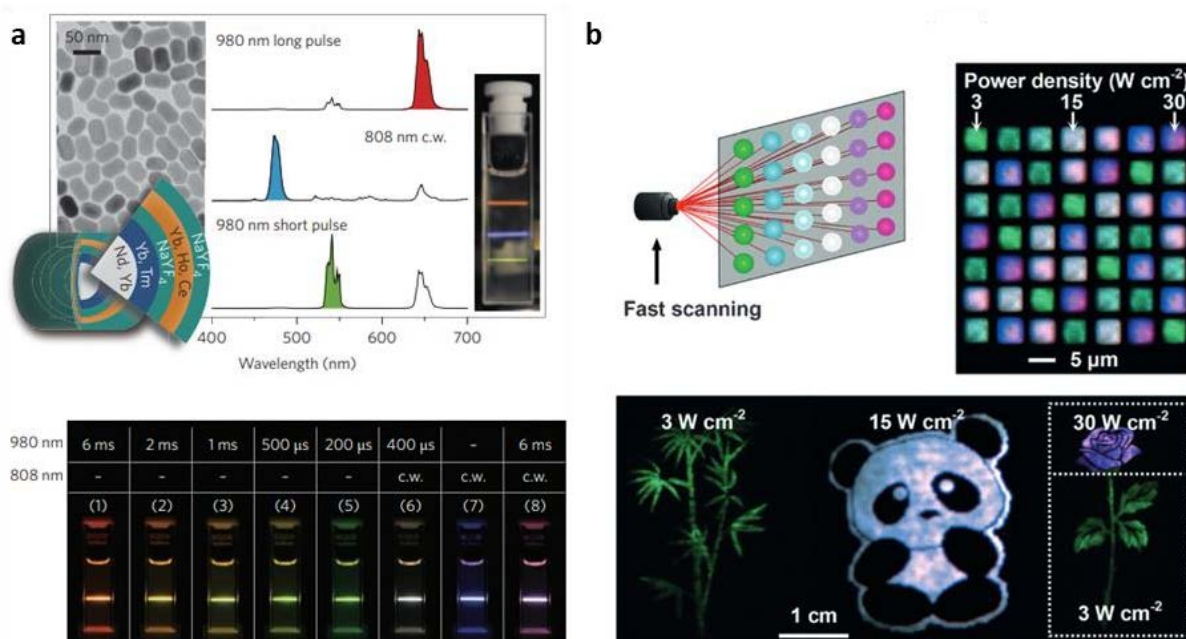 a
50 nm
980 nm long pulse
808 nm c.w.
980 nm short pulse
NaYF4
Yb, Ho, Ce
NaYF4
Yb, Tm
Nd, Yb
400 500 600 700
Wavelength (nm)
980 nm 6 ms 2 ms 1 ms 500 µs 200 µs 400 µs - 6 ms
808 nm - - - - - c.w. c.w. c.w.
(1) (2) (3) (4) (5) (6) (7) (8)
b
Fast scanning
Power density (W cm-2)
3 15 30
5 µm
3 W cm-2
15 W cm-2
30 W cm-2
1 cm
3 W cm-2